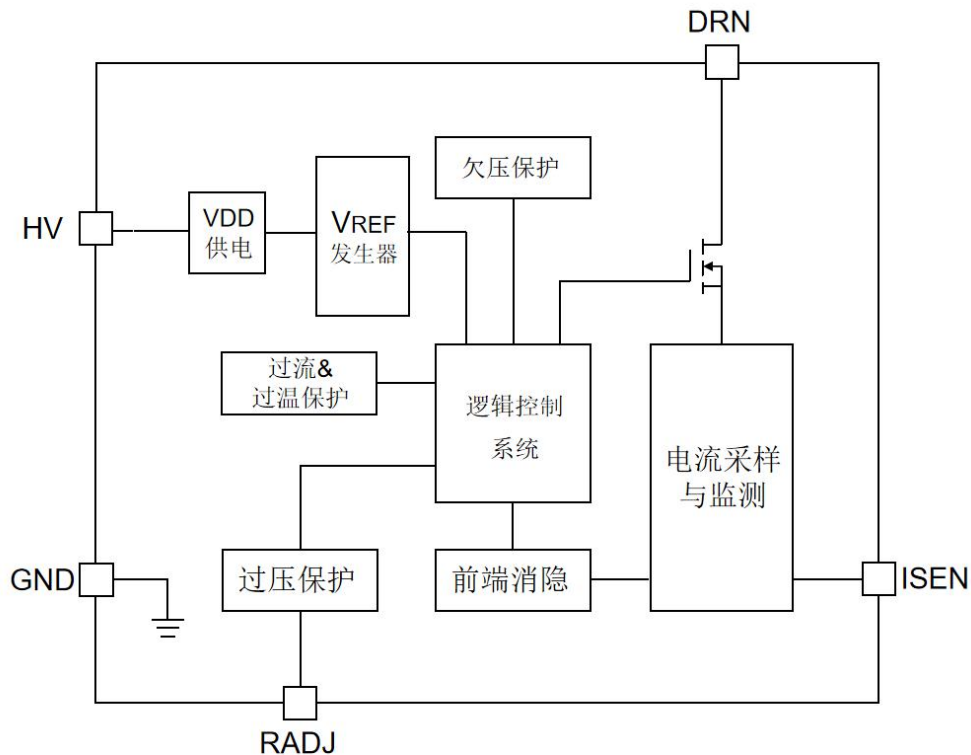 DRN
欠压保护
HV
VDD
供电
VREF
发生器
过流&
过温保护
逻辑控制
系统
电流采样
与监测
GND
过压保护
前端消隐
ISEN
RADJ